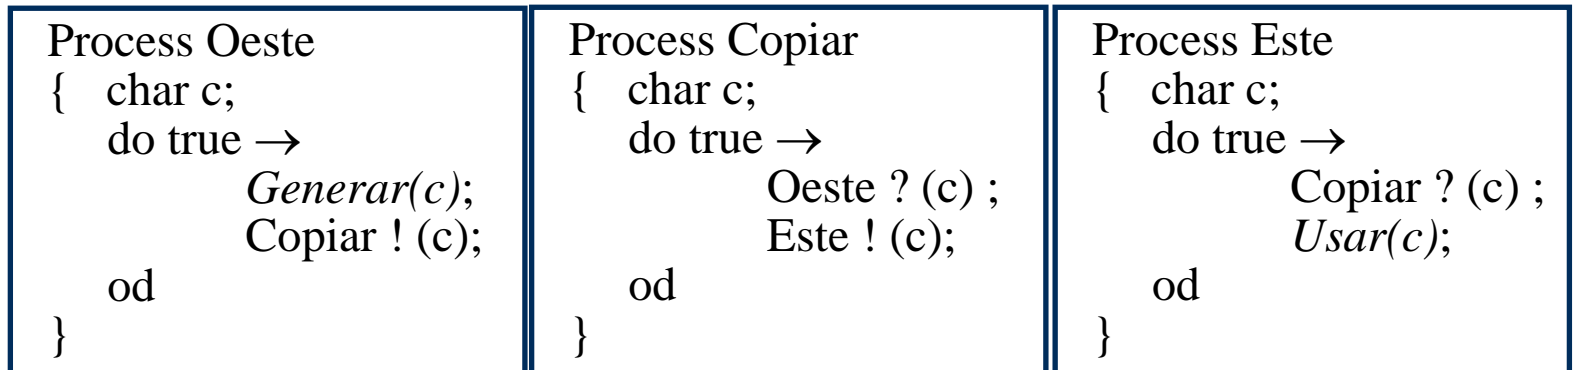 Process Oeste
{ char c;
do true →
Generar(c);
Copiar ! (c);
od
}
Process Copiar
{ char c;
do true →
Oeste ? (c) ;
Este ! (c);
od
}
Process Este
{ char c;
do true →
Copiar ? (c) ;
Usar(c);
od
}